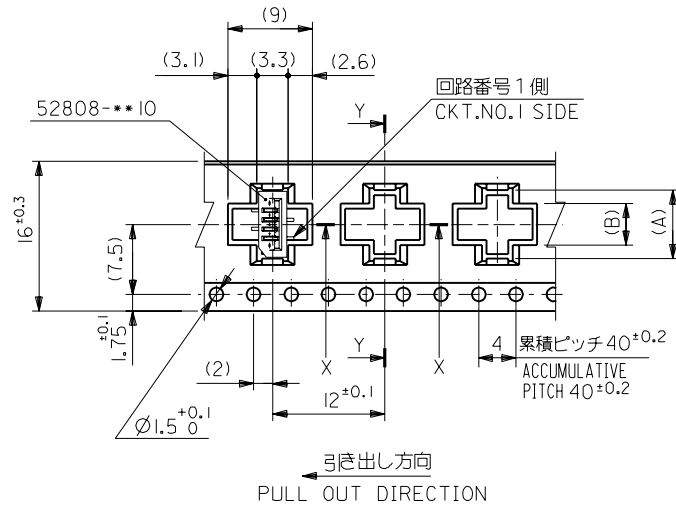 (9)
(3.1) (3.3) (2.6)
52808-**10
Y
回路番号1側
CKT.NO.1 SIDE
16±0.3
(7.5)
1.75±0.1
(B)
(A)
(2)
X
Y
X
12±0.1
4
累積ピッチ40±0.2
ACCUMULATIVE
PITCH 40±0.2
Ø1.5+0.1 0
引き出し方向
PULL OUT DIRECTION